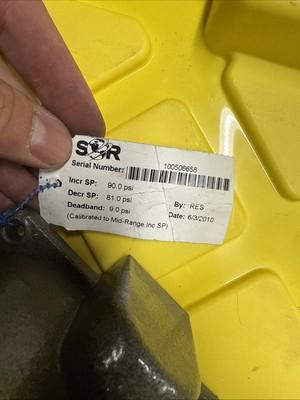 SOR
Serial Number: 100506658
Incr SP: 90.0 psi
Decr SP: 81.0 psi By: RES
Deadband: 9.0 psi Date: 6/3/2010
(Calibrated to Mid-Range Inc SP)